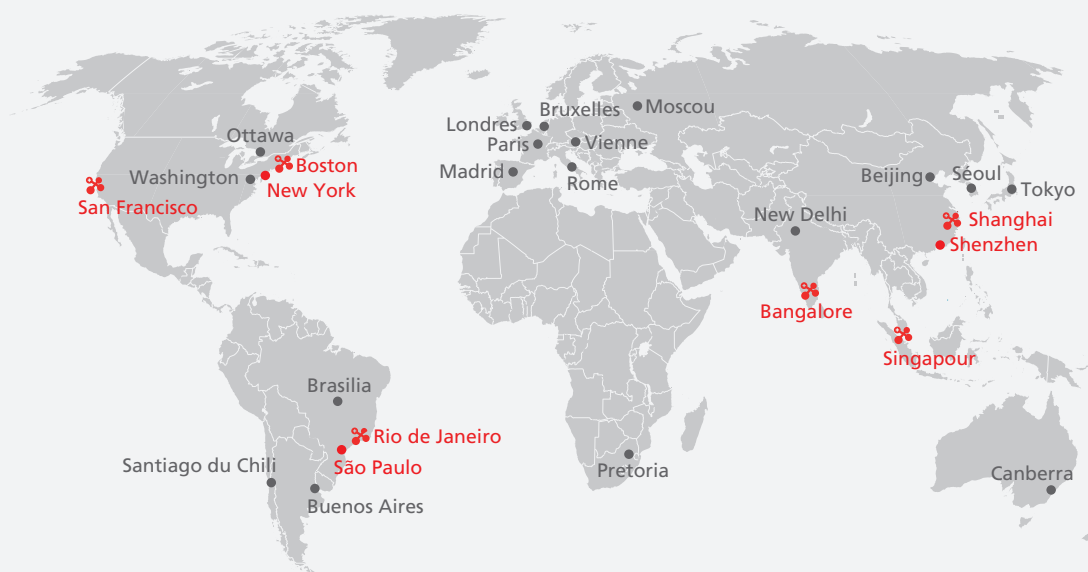 Bruxelles
Moscou
Londres
Ottawa
Paris
Vienne
Boston
Madrid
Washington
Rome
New York
San Francisco
Beijing
Séoul
Tokyo
New Delhi
Shanghai
Shenzhen
Bangalore
Singapour
Brasilia
Rio de Janeiro
São Paulo
Santiago du Chili
Buenos Aires
Pretoria
Canberra